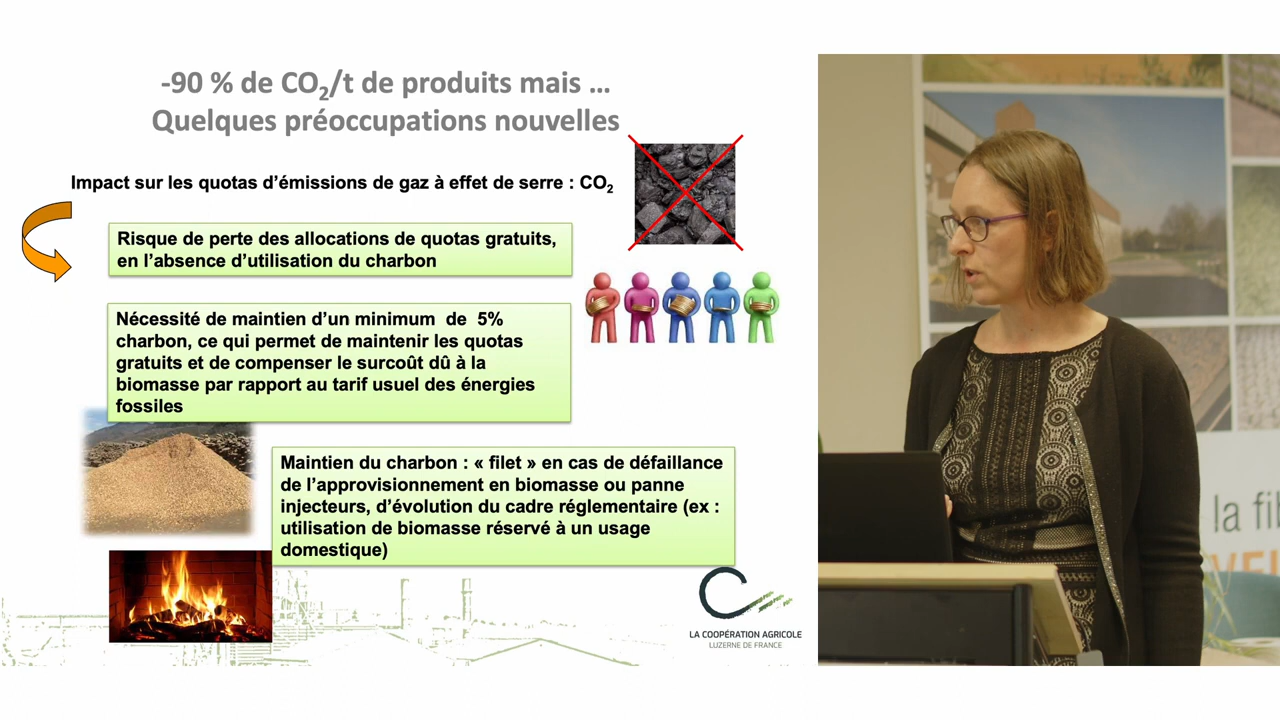 -90 % de CO₂/t de produits mais …
Quelques préoccupations nouvelles
Impact sur les quotas d’émissions de gaz à effet de serre : CO₂
Risque de perte des allocations de quotas gratuits,
en l’absence d’utilisation du charbon
Nécessité de maintien d’un minimum de 5%
charbon, ce qui permet de maintenir les quotas
gratuits et de compenser le surcoût dû à la
biomasse par rapport au tarif usuel des énergies
fossiles
Maintien du charbon : « filet » en cas de défaillance
de l’approvisionnement en biomasse ou panne
injecteurs, d’évolution du cadre réglementaire (ex :
utilisation de biomasse réservé à un usage
domestique)
LA COOPÉRATION AGRICOLE
LUZERNE DE FRANCE
la